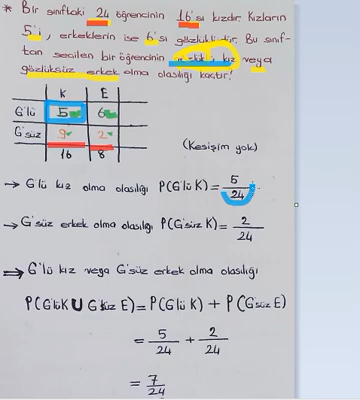 * Bir sınıftaki 24 öğrencinin 16'sı kızdır. Kızların
5'i, erkeklerin ise 6'sı gözlüklüdür. Bu sınıf-
tan seçilen bir öğrencinin kız veya
gözlüksüz erkek olma olasılığı kaçtır?
K E
G'lü 5 6
G'süz 9 2
16 8
(Kesişim yok)
→ G'lü kız olma olasılığı P(G'lü K) = 5/24
→ G'süz erkek olma olasılığı P(G'süz K) = 2/24
⇒ G'lü kız veya G'süz erkek olma olasılığı
P(G'lü K ∪ G'süz E) = P(G'lü K) + P(G'süz E)
= 5/24 + 2/24
= 7/24